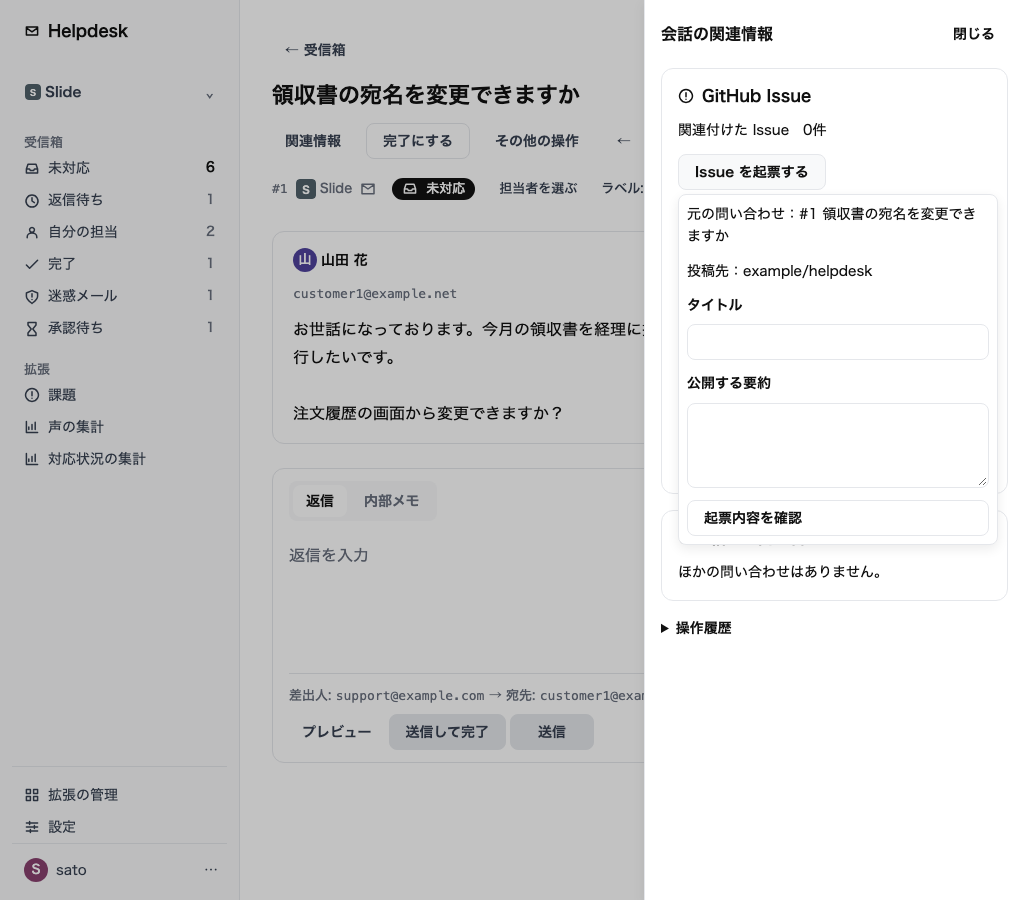 Helpdesk
S Slide
受信箱
未対応 6
返信待ち 1
自分の担当 2
完了 1
迷惑メール 1
承認待ち 1
拡張
課題
声の集計
対応状況の集計
拡張の管理
設定
S sato ...
← 受信箱
領収書の宛名を変更できますか
関連情報 完了にする その他の操作 ←
#1 S Slide 未対応 担当者を選ぶ ラベル:
山 山田 花
customer1@example.net
お世話になっております。今月の領収書を経理に
行したいです。
注文履歴の画面から変更できますか？
返信 内部メモ
返信を入力
差出人: support@example.com → 宛先: customer1@exam
プレビュー 送信して完了 送信
会話の関連情報 閉じる
GitHub Issue
関連付けた Issue 0件
Issue を起票する
元の問い合わせ：#1 領収書の宛名を変更でき
ますか
投稿先：example/helpdesk
タイトル
公開する要約
起票内容を確認
ほかの問い合わせはありません。
▶ 操作履歴